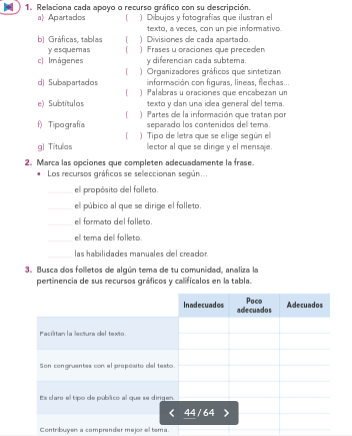 1. Relaciona cada apoyo o recurso gráfico con su descripción.
a) Apartados ( ) Dibujos y fotografías que ilustran el
texto, a veces, con un pie informativo.
b) Gráficas, tablas ( ) Divisiones de cada apartado.
y esquemas ( ) Frases u oraciones que preceden
c) Imágenes y diferencian cada subtema.
( ) Organizadores gráficos que sintetizan
d) Subapartados información con figuras, líneas, flechas...
( ) Palabras u oraciones que encabezan un
e) Subtítulos texto y dan una idea general del tema.
( ) Partes de la información que tratan por
f) Tipografía separado los contenidos del tema.
( ) Tipo de letra que se elige según el
g) Títulos lector al que se dirige y el mensaje.
2. Marca las opciones que completen adecuadamente la frase.
• Los recursos gráficos se seleccionan según...
______ el propósito del folleto.
______ el púbico al que se dirige el folleto.
______ el formato del folleto.
______ el tema del folleto.
______ las habilidades manuales del creador.
3. Busca dos folletos de algún tema de tu comunidad, analiza la
pertinencia de sus recursos gráficos y califícalos en la tabla.
Inadecuados Poco adecuados Adecuados
Facilitan la lectura del texto.
Son congruentes con el propósito del texto.
Es claro el tipo de público al que se dirigen.
< 44 / 64 >
Contribuyen a comprender mejor el tema.